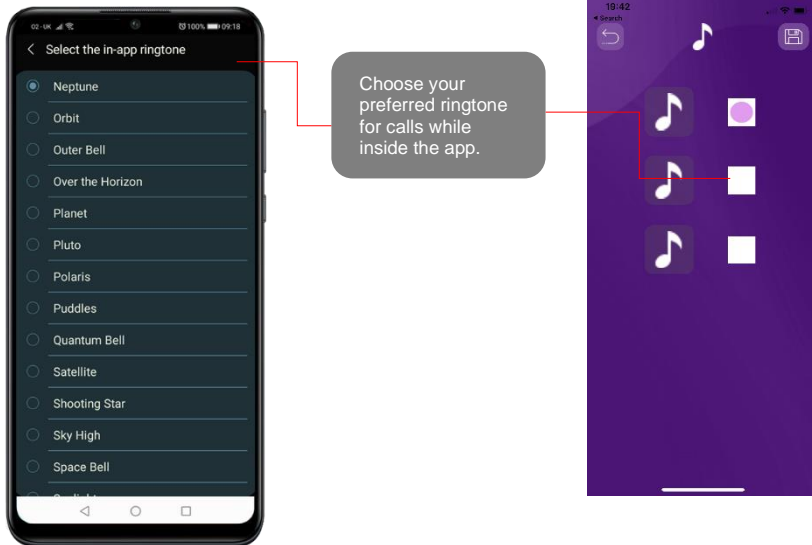 02-UK 100% 09:18
Select the in-app ringtone
Neptune
Orbit
Outer Bell
Over the Horizon
Planet
Pluto
Polaris
Puddles
Quantum Bell
Satellite
Shooting Star
Sky High
Space Bell
Choose your
preferred ringtone
for calls while
inside the app.
19:42
Search